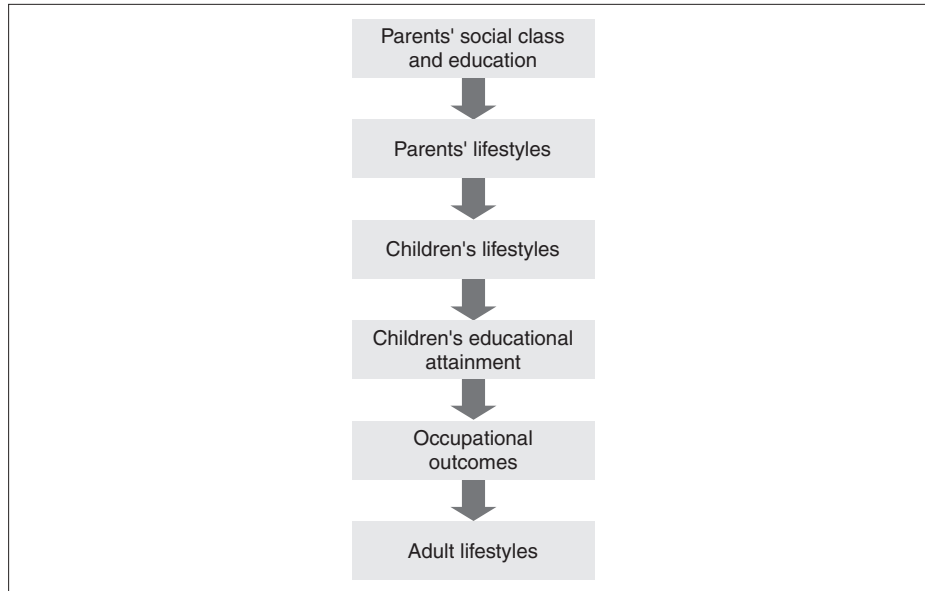 Parents' social class
and education
Parents' lifestyles
Children's lifestyles
Children's educational
attainment
Occupational
outcomes
Adult lifestyles